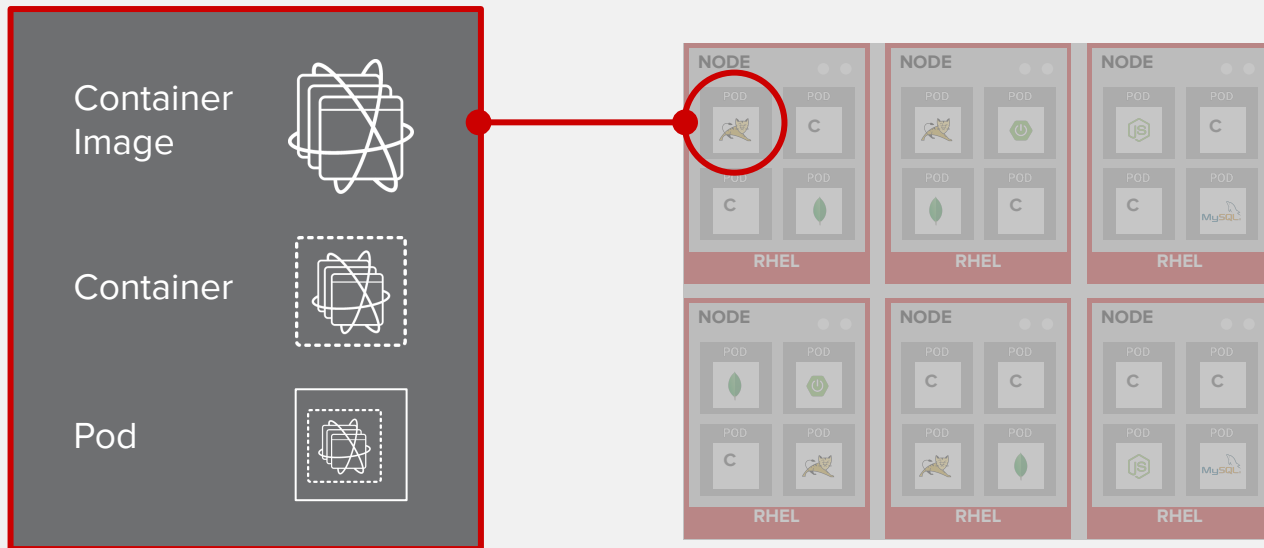 Container
Image
Container
Pod
NODE
POD POD
C
POD POD
C
RHEL
NODE
POD POD
POD POD
C
RHEL
NODE
POD POD
JS C
POD POD
C MySQL
RHEL
NODE
POD POD
POD POD
C
RHEL
NODE
POD POD
C C
POD POD
RHEL
NODE
POD POD
C C
POD POD
JS MySQL
RHEL